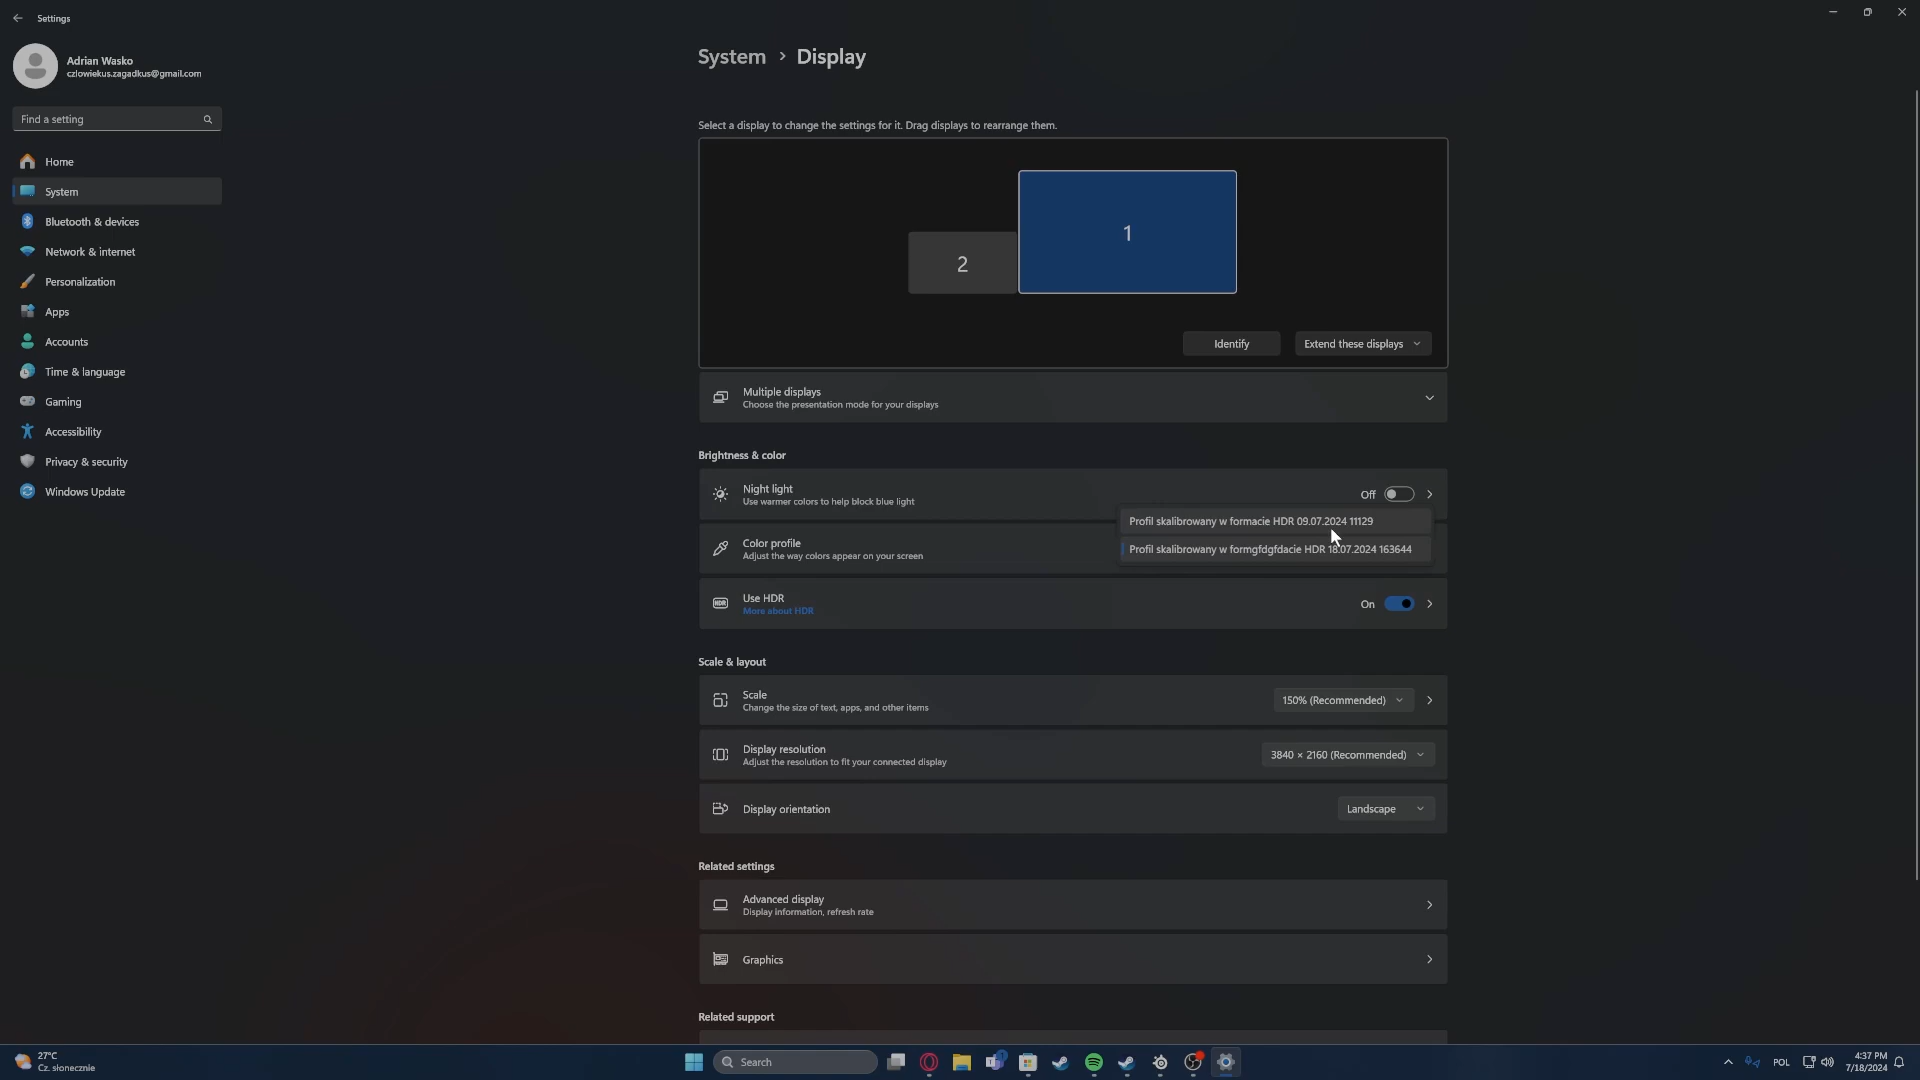 Settings
Adrian Wasko
czlowiekus.zagadkus@gmail.com
Find a setting
Home
System
Bluetooth & devices
Network & internet
Personalization
Apps
Accounts
Time & language
Gaming
Accessibility
Privacy & security
Windows Update
System > Display
Select a display to change the settings for it. Drag displays to rearrange them.
1
2
Identify
Extend these displays
Multiple displays
Choose the presentation mode for your displays
Brightness & color
Night light
Use warmer colors to help block blue light
Off
Profil skalibrowany w formacie HDR 09.07.2024 11129
Color profile
Adjust the way colors appear on your screen
Profil skalibrowany w formgfdgfdacie HDR 18.07.2024 163644
HDR
Use HDR
More about HDR
On
Scale & layout
Scale
Change the size of text, apps, and other items
150% (Recommended)
Display resolution
Adjust the resolution to fit your connected display
3840 × 2160 (Recommended)
Display orientation
Landscape
Related settings
Advanced display
Display information, refresh rate
Graphics
Related support
27°C
Cz. słonecznie
Search
POL
4:37 PM
7/18/2024